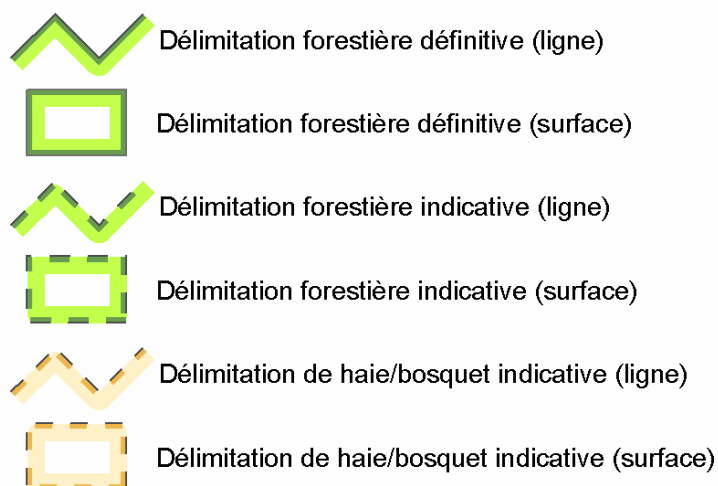 Délimitation forestière définitive (ligne)
Délimitation forestière définitive (surface)
Délimitation forestière indicative (ligne)
Délimitation forestière indicative (surface)
Délimitation de haie/bosquet indicative (ligne)
Délimitation de haie/bosquet indicative (surface)